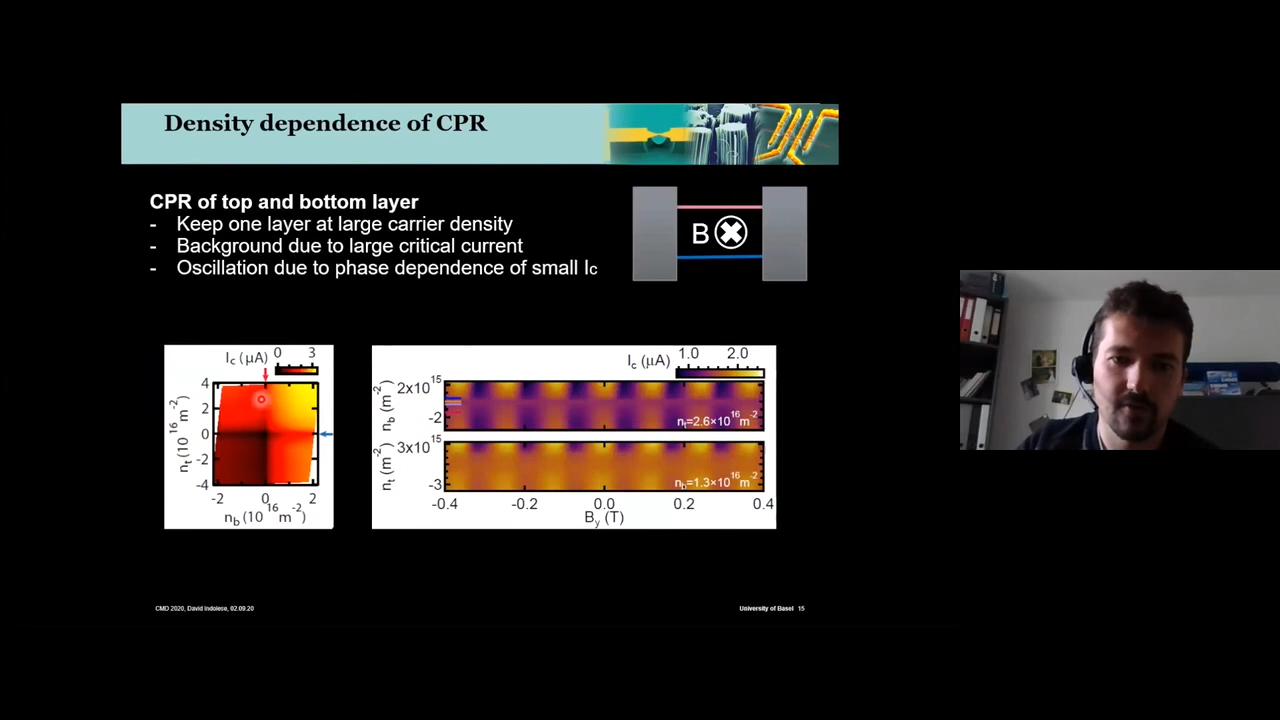 Density dependence of CPR
CPR of top and bottom layer
- Keep one layer at large carrier density
- Background due to large critical current
- Oscillation due to phase dependence of small Ic
B
Ic (μA) 0 3
4
2
0
-2
-4
nt (10^16 m^-2)
-2 0 2
nb (10^16 m^-2)
Ic (μA) 1.0 2.0
2x10^15
-2
nb (m^-2)
nt=2.6×10^16 m^-2
3x10^15
-3
nt (m^-2)
nb=1.3×10^16 m^-2
-0.4 -0.2 0.0 0.2 0.4
By (T)
CMD 2020, David Indolese, 02.09.20
University of Basel 15